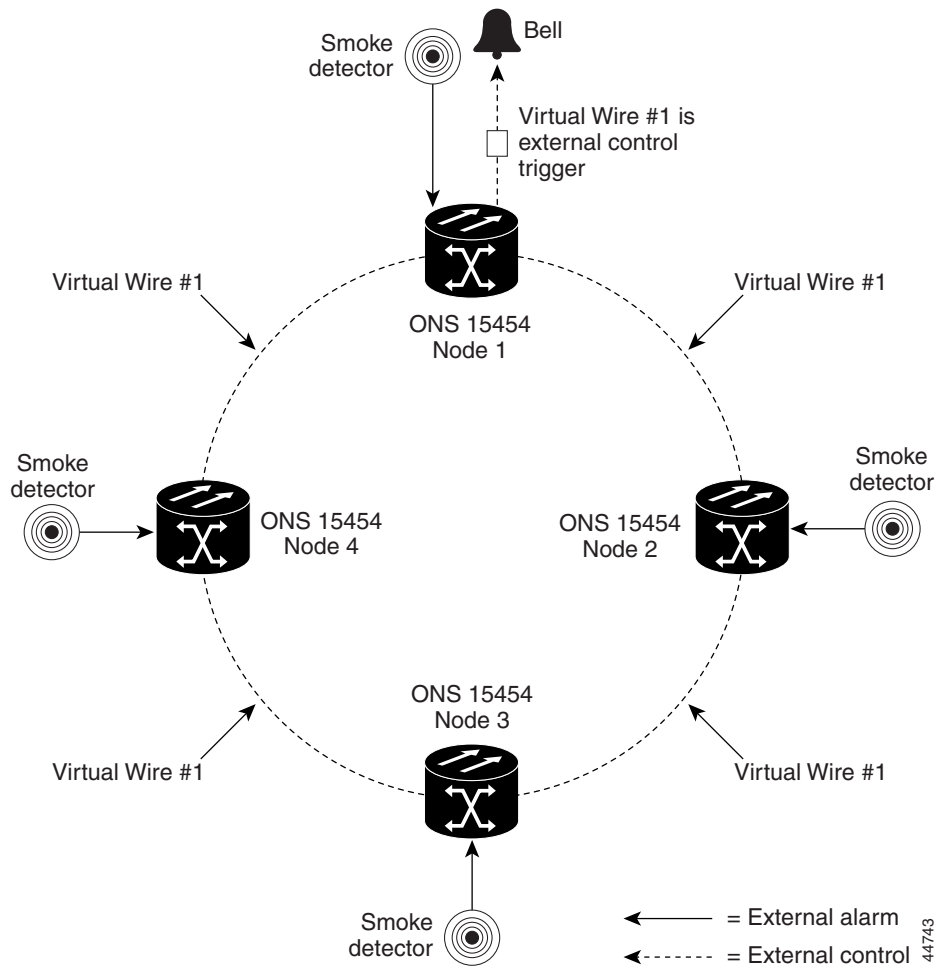 Smoke
detector
Bell
Virtual Wire #1 is
external control
trigger
Virtual Wire #1
Virtual Wire #1
ONS 15454
Node 1
Smoke
detector
ONS 15454
Node 4
ONS 15454
Node 2
Smoke
detector
ONS 15454
Node 3
Virtual Wire #1
Virtual Wire #1
Smoke
detector
= External alarm
= External control
44743